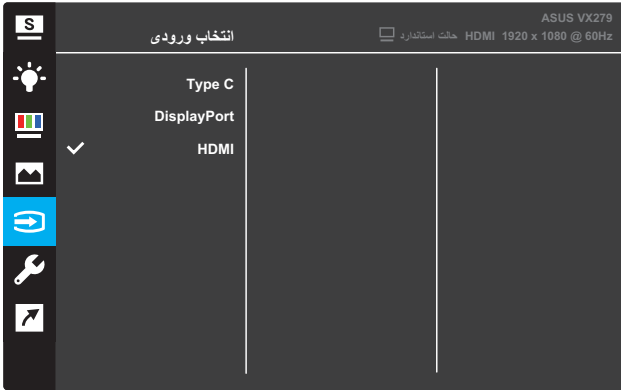 S
ASUS VX279
انتخاب ورودی
حالت استاندارد HDMI 1920 x 1080 @ 60Hz
Type C
DisplayPort
HDMI